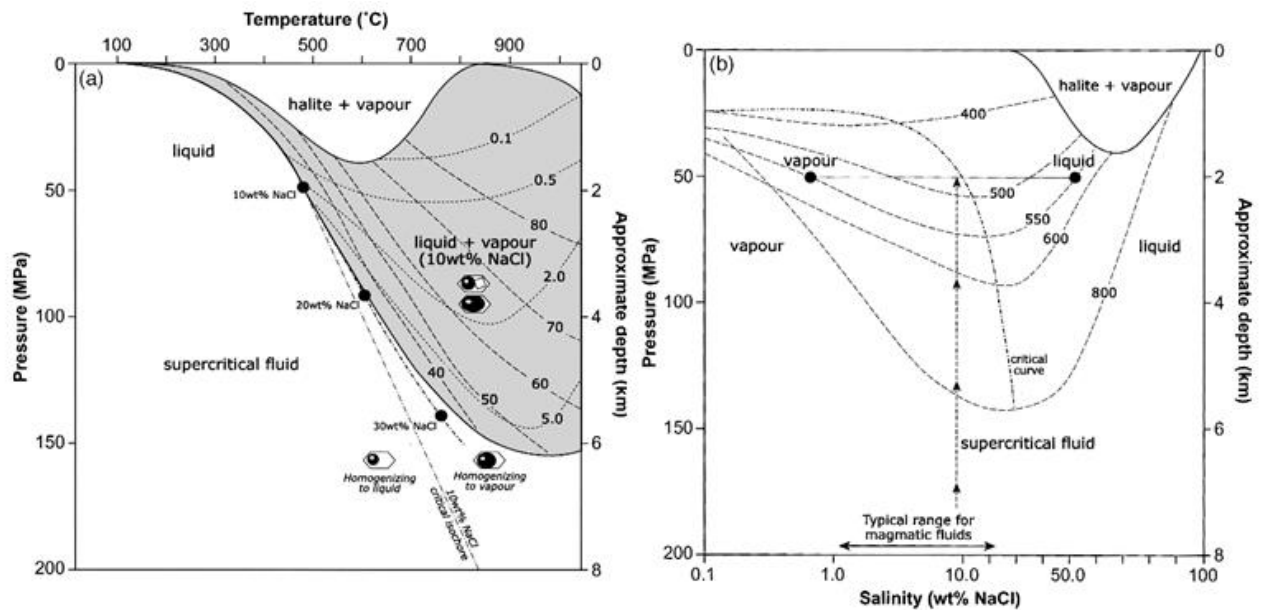 Temperature (˚C)
100 300 500 700 900
0
50
100
150
200
Pressure (MPa)
(a)
halite + vapour
liquid
0.1
0.5
10wt% NaCl
80
liquid + vapour
(10wt% NaCl)
2.0
20wt% NaCl
70
supercritical fluid
40
50
60
5.0
30wt% NaCl
Homogenizing
to liquid
Homogenizing
to vapour
10wt% NaCl
critical isochore
0
2
4
6
8
Approximate depth (km)
0
50
100
150
200
Pressure (MPa)
(b)
halite + vapour
400
vapour
liquid
500
550
600
vapour
liquid
800
critical
curve
supercritical fluid
Typical range for
magmatic fluids
0
2
4
6
8
Approximate depth (km)
0.1 1.0 10.0 50.0 100
Salinity (wt% NaCl)